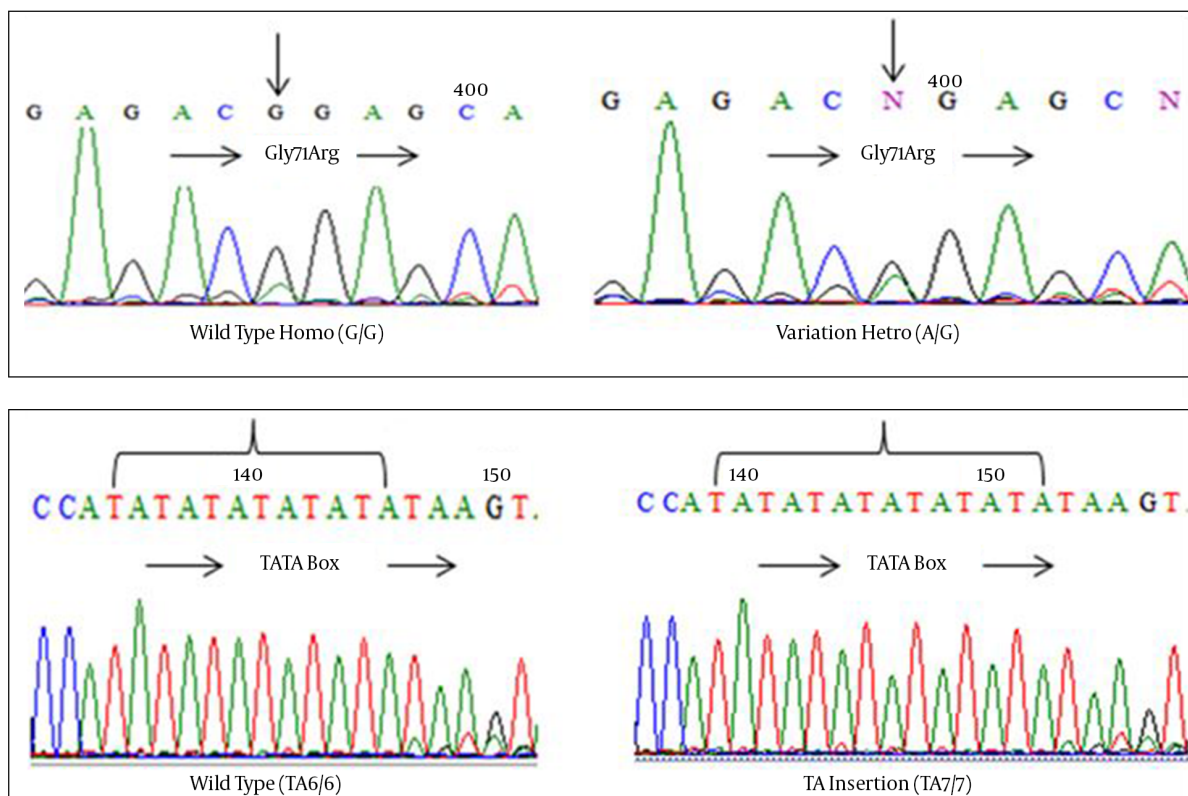 400
G A G A C G G A G C A
Gly71Arg
Wild Type Homo (G/G)
400
G A G A C N G A G C N
Gly71Arg
Variation Hetro (A/G)
140 150
CCATATATATATATATAAGT.
TATA Box
Wild Type (TA6/6)
140 150
CCATATATATATATATATAAGT.
TATA Box
TA Insertion (TA7/7)